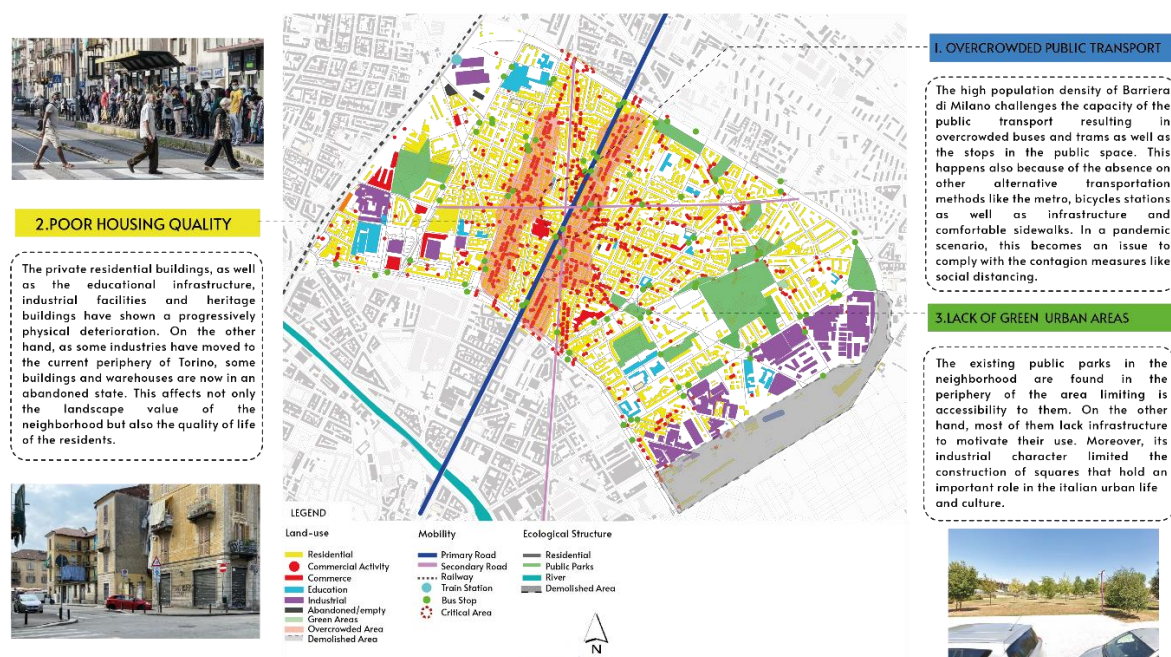 1. OVERCROWDED PUBLIC TRANSPORT
The high population density of Barriera
di Milano challenges the capacity of the
public transport resulting in
overcrowded buses and trams as well as
the stops in the public space. This
happens also because of the absence on
other alternative transportation
methods like the metro, bicycles stations
as well as infrastructure and
comfortable sidewalks. In a pandemic
scenario, this becomes an issue to
comply with the contagion measures like
social distancing.
2.POOR HOUSING QUALITY
The private residential buildings, as well
as the educational infrastructure,
industrial facilities and heritage
buildings have shown a progressively
physical deterioration. On the other
hand, as some industries have moved to
the current periphery of Torino, some
buildings and warehouses are now in an
abandoned state. This affects not only
the landscape value of the
neighborhood but also the quality of life
of the residents.
3.LACK OF GREEN URBAN AREAS
The existing public parks in the
neighborhood are found in the
periphery of the area limiting is
accessibility to them. On the other
hand, most of them lack infrastructure
to motivate their use. Moreover, its
industrial character limited the
construction of squares that hold an
important role in the italian urban life
and culture.
LEGEND
Land-use
Residential
Commercial Activity
Commerce
Education
Industrial
Abandoned/empty
Green Areas
Overcrowded Area
Demolished Area
Mobility
Primary Road
Secondary Road
Railway
Train Station
Bus Stop
Critical Area
Ecological Structure
Residential
Public Parks
River
Demolished Area
N